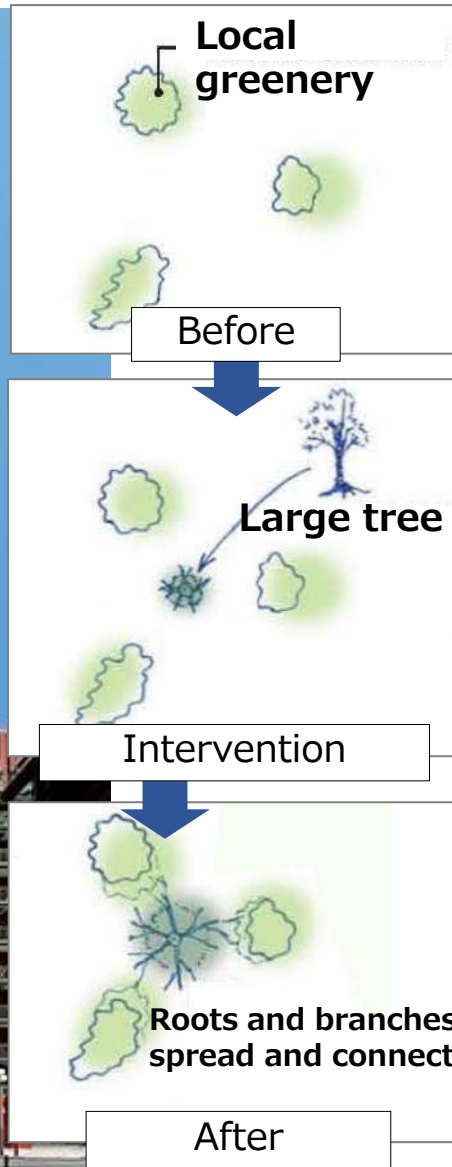 Local
greenery
Before
Large tree
Intervention
Roots and branches
spread and connect
After